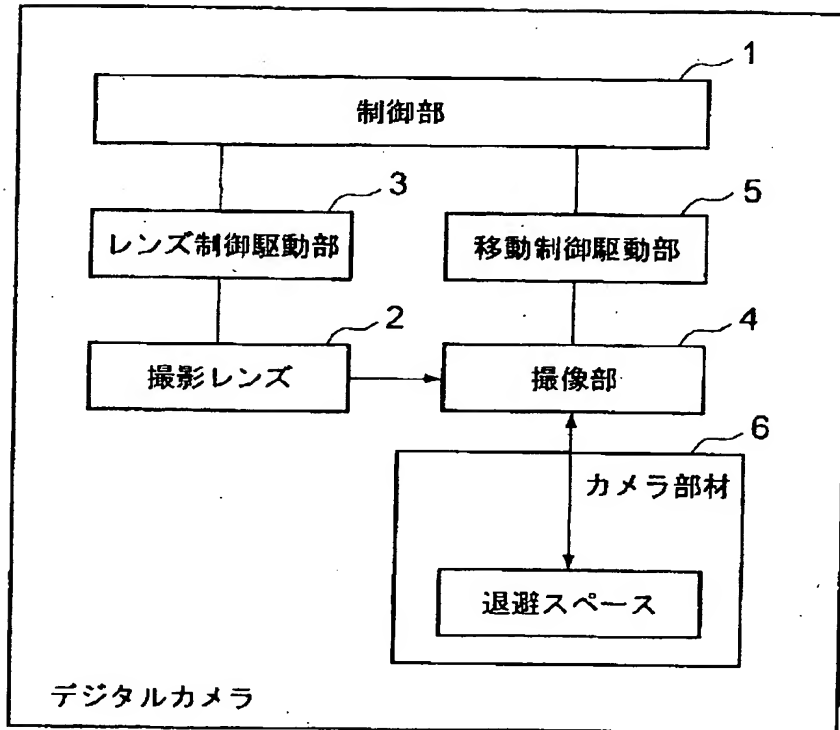 1
制御部
3
レンズ制御駆動部
5
移動制御駆動部
2
撮影レンズ
4
撮像部
6
カメラ部材
退避スペース
デジタルカメラ